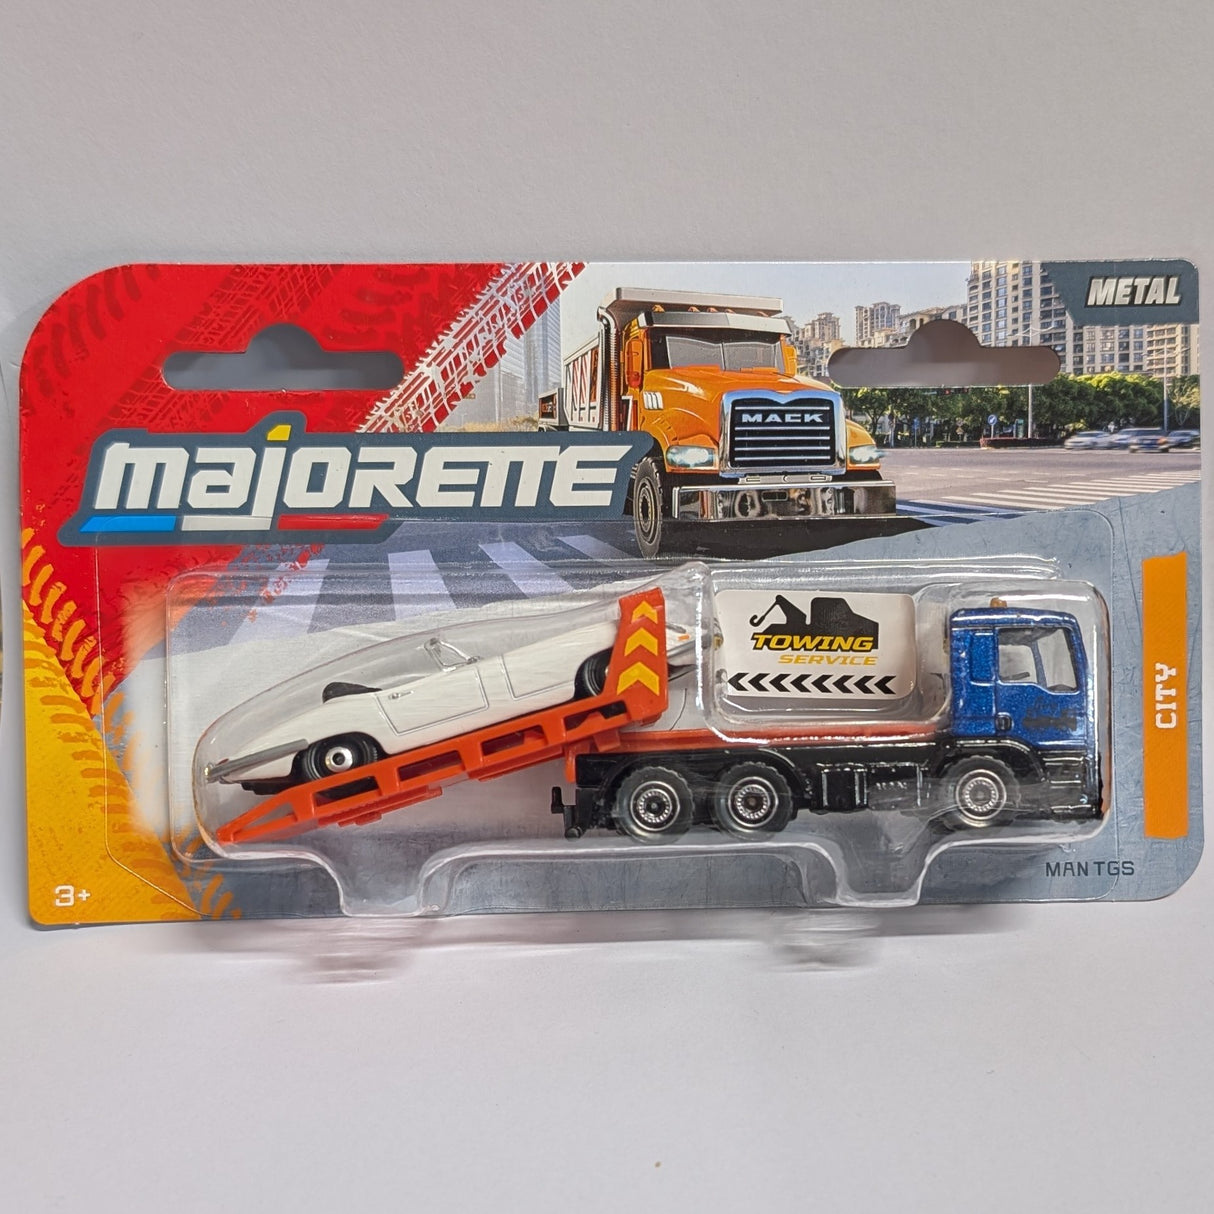 METAL
MACK
majorette
TOWING
SERVICE
CITY
MAN TGS
3+